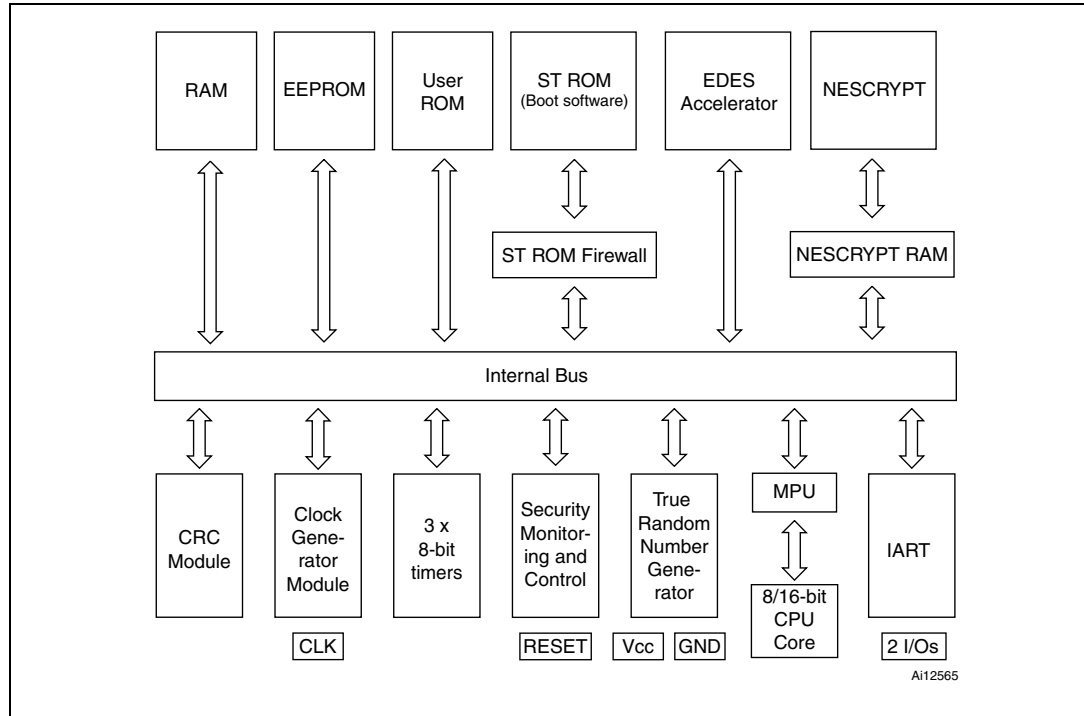 RAM
EEPROM
User
ROM
ST ROM
(Boot software)
EDES
Accelerator
NESCRYPT
ST ROM Firewall
NESCRYPT RAM
Internal Bus
CRC
Module
Clock
Gene-
rator
Module
3 x
8-bit
timers
Security
Monitor-
ing and
Control
True
Random
Number
Gene-
rator
MPU
8/16-bit
CPU
Core
IART
CLK
RESET
Vcc
GND
2 I/Os
Ai12565